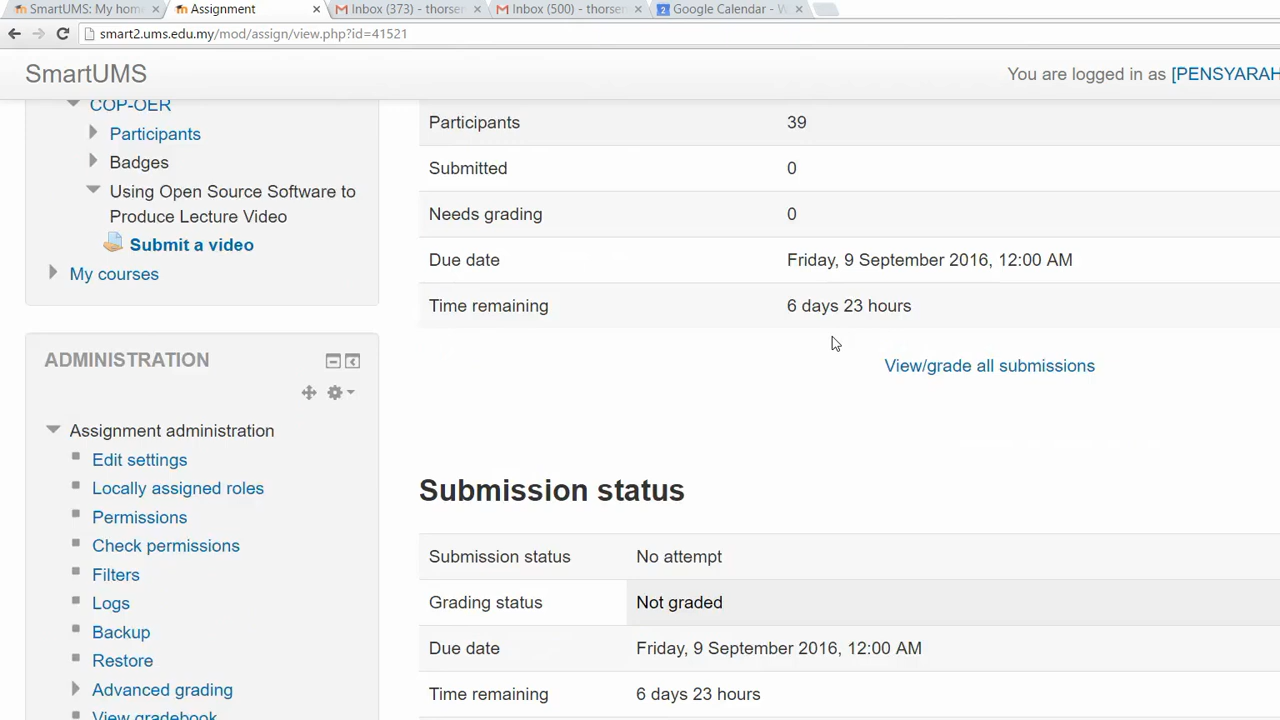 SmartUMS: My hom
Assignment
Inbox (373) - thorsen
Inbox (500) - thorsen
Google Calendar - W
smart2.ums.edu.my/mod/assign/view.php?id=41521
SmartUMS
You are logged in as [PENSYARAH
COP-OER
Participants
Badges
Using Open Source Software to
Produce Lecture Video
Submit a video
My courses
ADMINISTRATION
Assignment administration
Edit settings
Locally assigned roles
Permissions
Check permissions
Filters
Logs
Backup
Restore
Advanced grading
View gradebook
Participants 39
Submitted 0
Needs grading 0
Due date Friday, 9 September 2016, 12:00 AM
Time remaining 6 days 23 hours
View/grade all submissions
Submission status
Submission status No attempt
Grading status Not graded
Due date Friday, 9 September 2016, 12:00 AM
Time remaining 6 days 23 hours